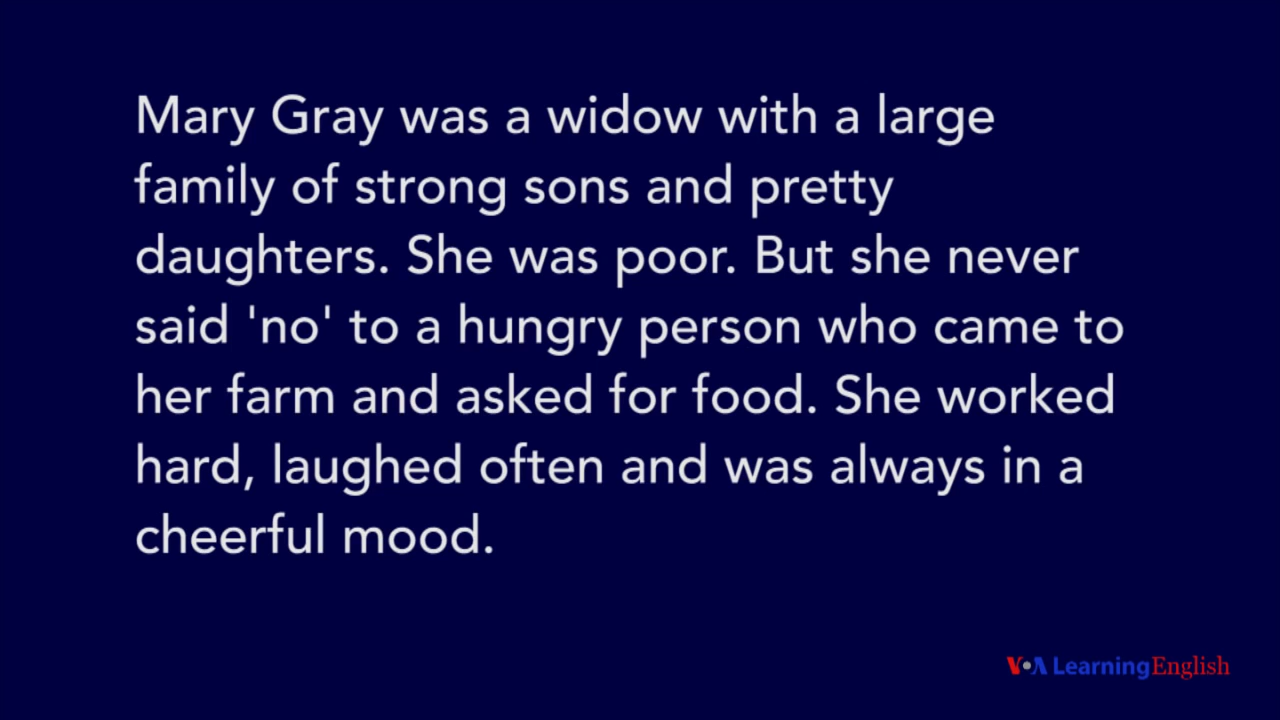 Mary Gray was a widow with a large
family of strong sons and pretty
daughters. She was poor. But she never
said 'no' to a hungry person who came to
her farm and asked for food. She worked
hard, laughed often and was always in a
cheerful mood.
VOA Learning English